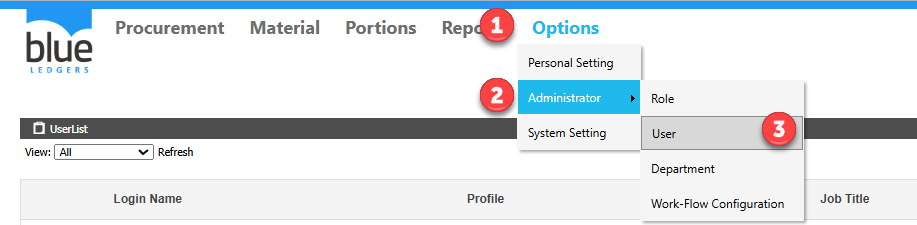 blue
LEDGERS
Procurement Material Portions Repo 1 Options
Personal Setting
2 Administrator
System Setting
Role
User 3
Department
Work-Flow Configuration
UserList
View: All Refresh
Login Name Profile Job Title